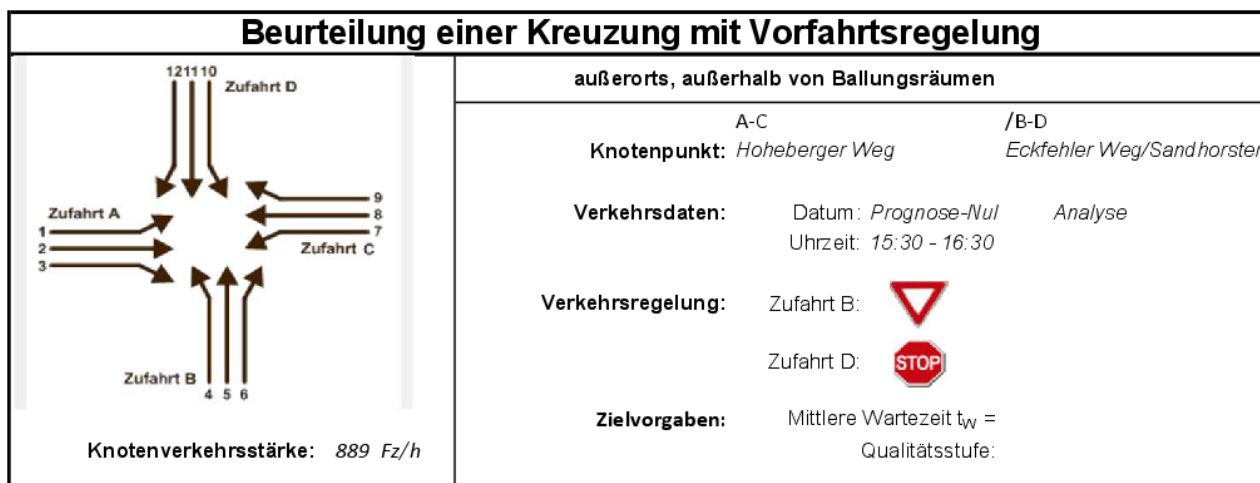 Beurteilung einer Kreuzung mit Vorfahrtsregelung
121110
Zufahrt D
Zufahrt A
1
2
3
9
8
7
Zufahrt C
Zufahrt B
4 5 6
Knotenverkehrsstärke: 889 Fz/h
außerorts, außerhalb von Ballungsräumen
A-C /B-D
Knotenpunkt: Hoheberger Weg Eckfehler Weg/Sandhorster
Verkehrsdaten: Datum: Prognose-Nul Analyse
Uhrzeit: 15:30 - 16:30
Verkehrsregelung: Zufahrt B:
Zufahrt D: STOP
Zielvorgaben: Mittlere Wartezeit tW =
Qualitätsstufe: